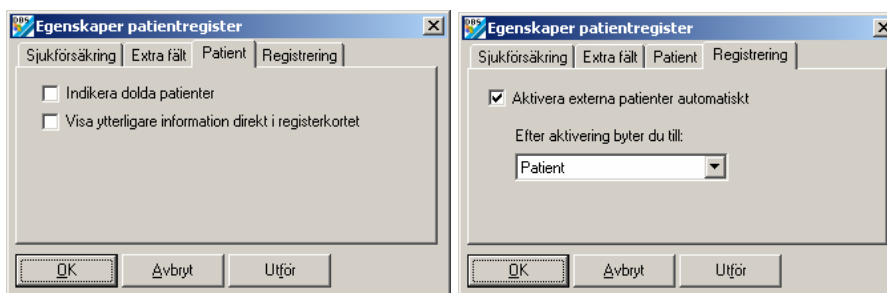 DBS Egenskaper patientregister
Sjukförsäkring Extra fält Patient Registrering
Indikera dolda patienter
Visa ytterligare information direkt i registerkortet
OK Avbryt Utför
DBS Egenskaper patientregister
Sjukförsäkring Extra fält Patient Registrering
Aktivera externa patienter automatiskt
Efter aktivering byter du till:
Patient
OK Avbryt Utför